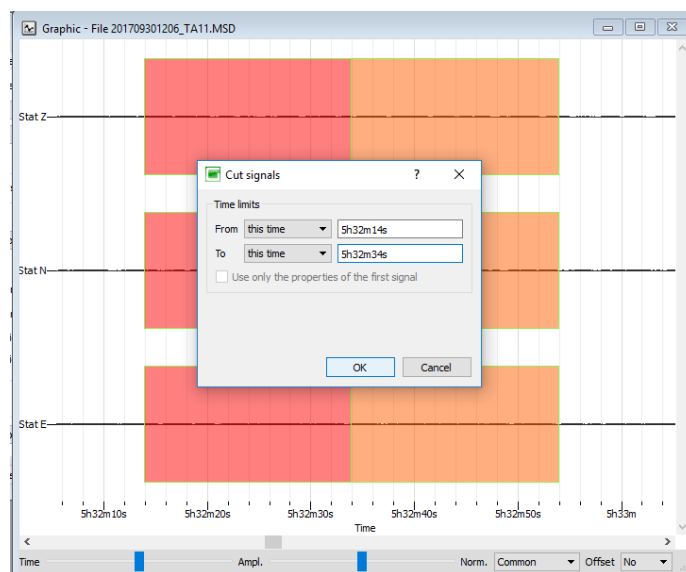 Graphic - File 201709301206_TA11.MSD
Stat Z
Cut signals
?
Time limits
From this time 5h32m14s
To this time 5h32m34s
Use only the properties of the first signal
Stat N
OK Cancel
Stat E
5h32m10s 5h32m20s 5h32m30s 5h32m40s 5h32m50s 5h33m
Time
Time Ampl. Norm. Common Offset No